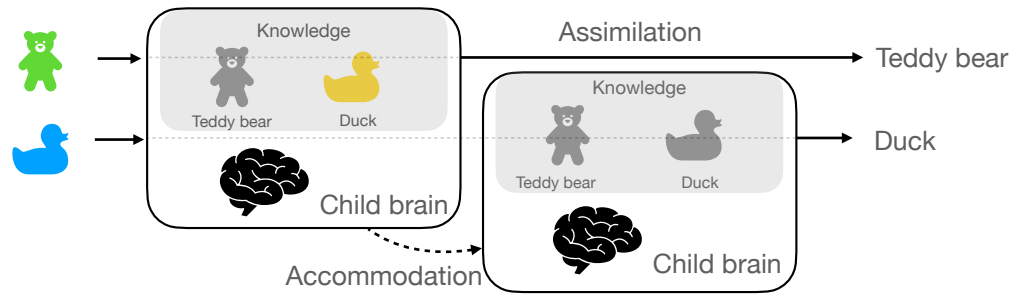 Knowledge
Teddy bear
Duck
Child brain
Assimilation
Teddy bear
Knowledge
Teddy bear
Duck
Child brain
Duck
Accommodation